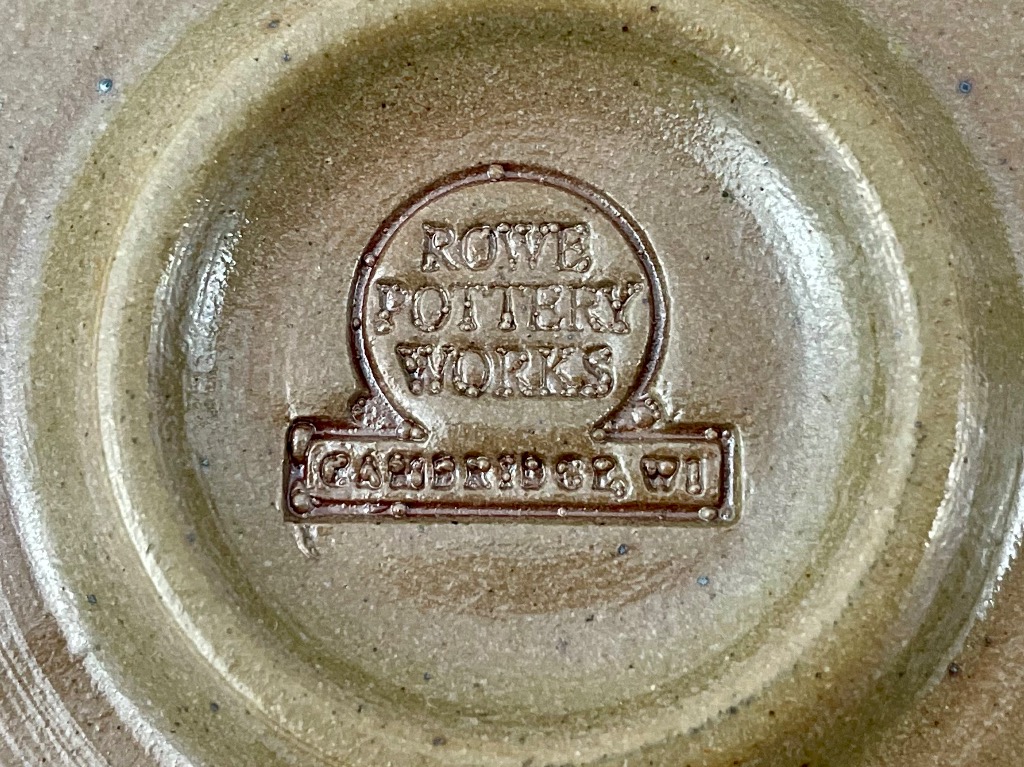 ROWE
POTTERY
WORKS
CAMBRIDGE, WI